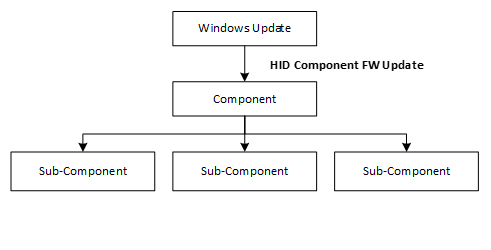 Windows Update
HID Component FW Update
Component
Sub-Component
Sub-Component
Sub-Component